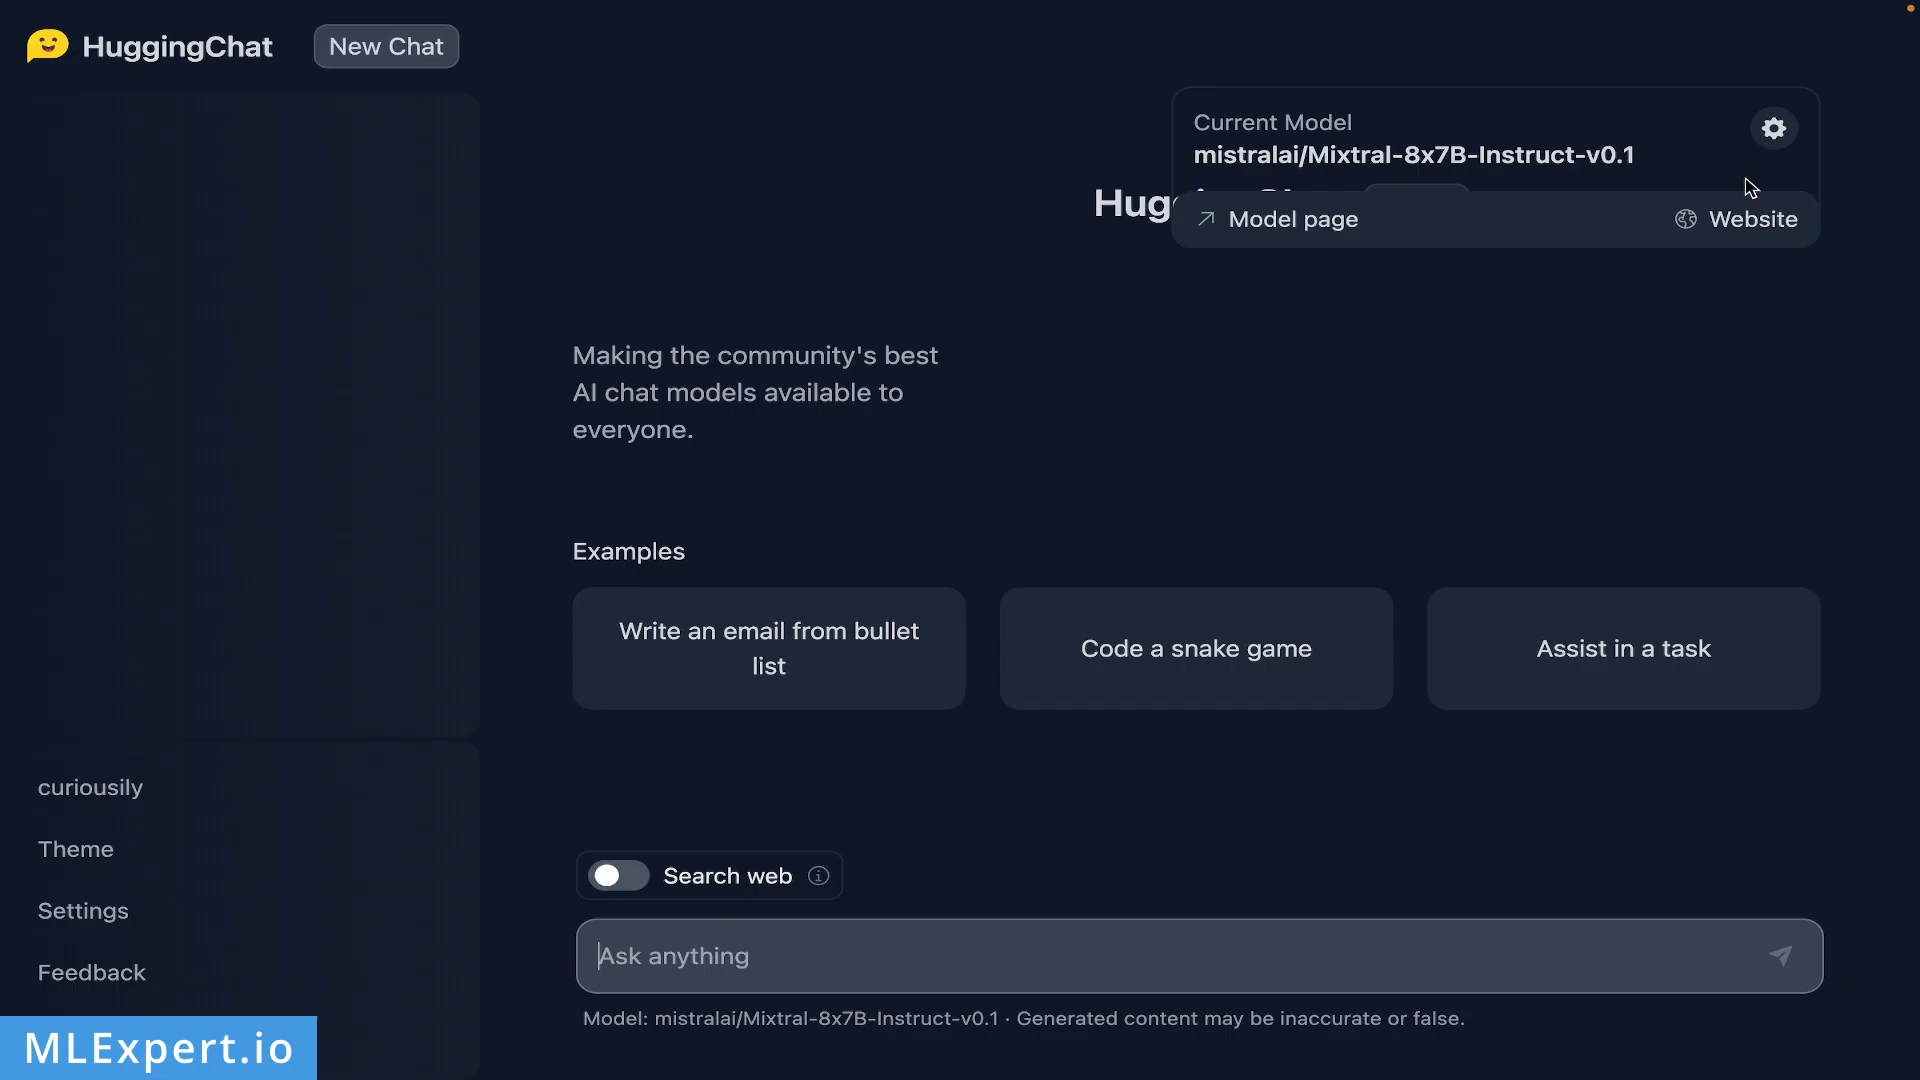 HuggingChat
New Chat
Current Model
mistralai/Mixtral-8x7B-Instruct-v0.1
Model page
Website
Making the community's best
AI chat models available to
everyone.
Examples
Write an email from bullet
list
Code a snake game
Assist in a task
curiousily
Theme
Settings
Feedback
Search web
Ask anything
Model: mistralai/Mixtral-8x7B-Instruct-v0.1 · Generated content may be inaccurate or false.
MLExpert.io